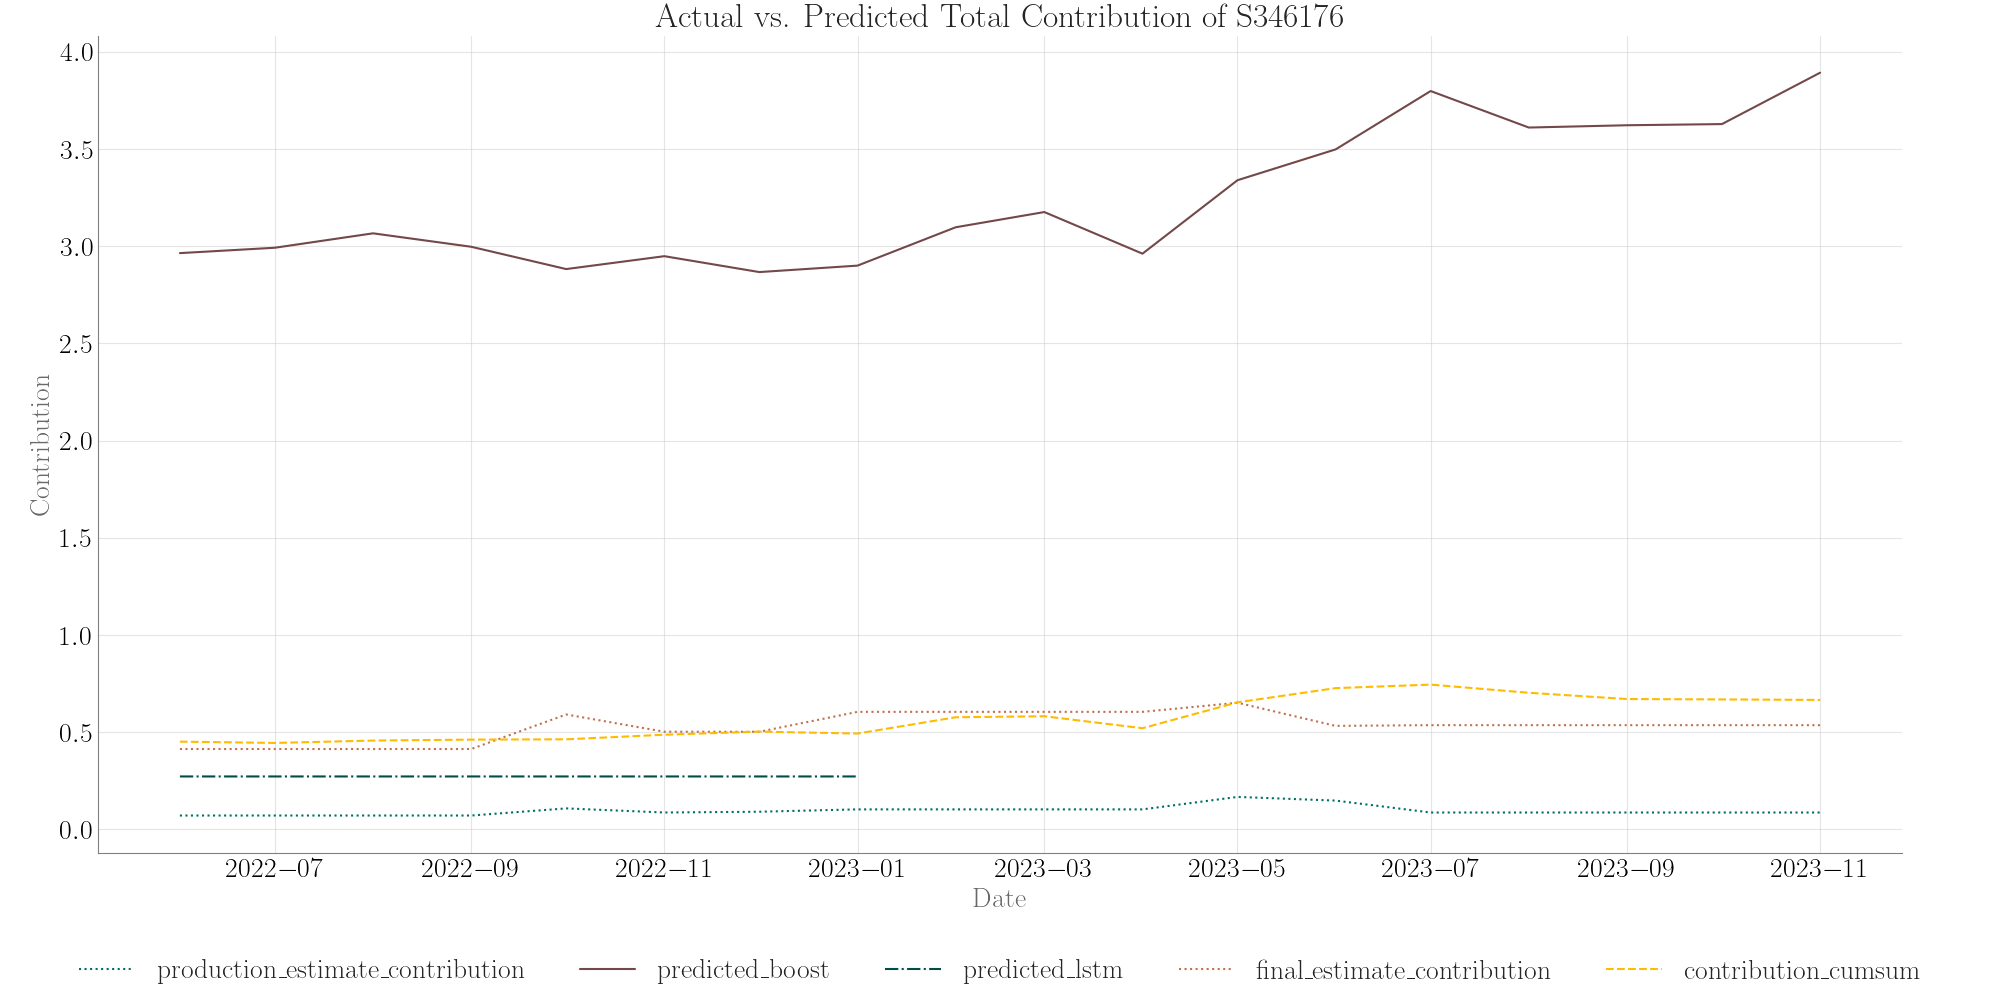 Actual vs. Predicted Total Contribution of S346176
4.0
3.5
3.0
2.5
2.0
1.5
1.0
0.5
0.0
Contribution
2022−07 2022−09 2022−11 2023−01 2023−03 2023−05 2023−07 2023−09 2023−11
Date
production_estimate_contribution predicted_boost predicted_lstm final_estimate_contribution contribution_cumsum